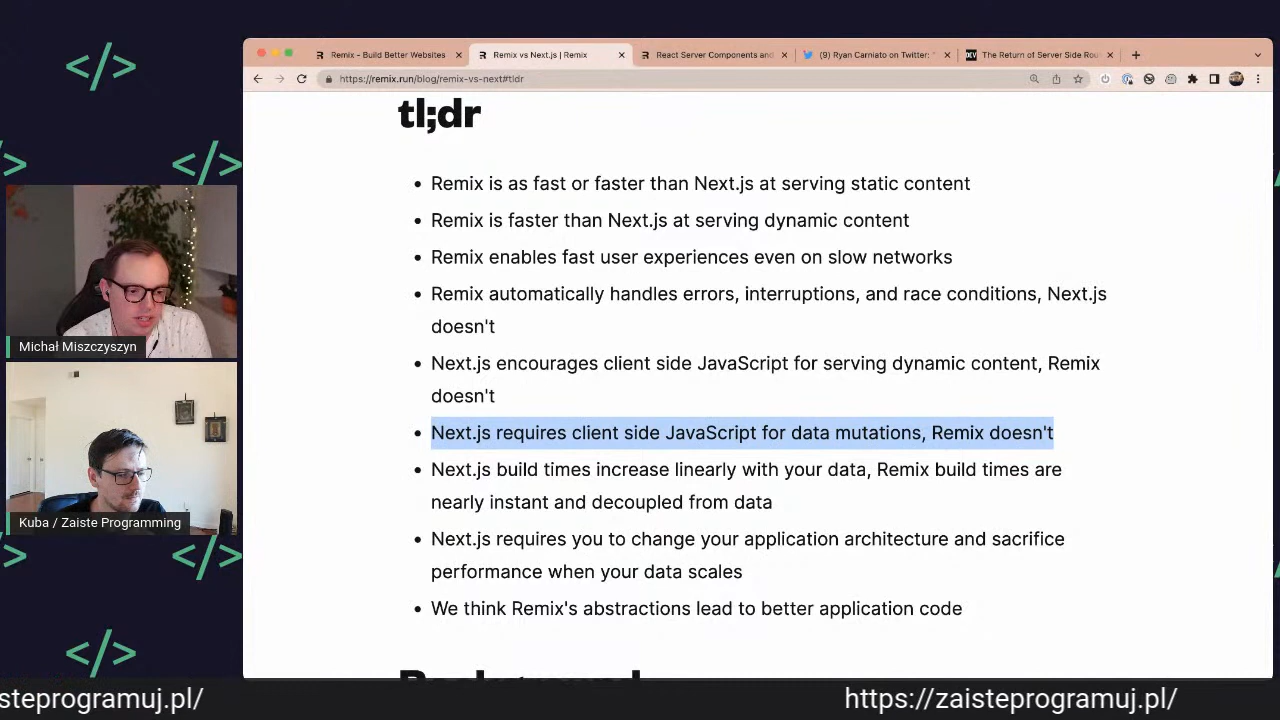 Remix - Build Better Websites
Remix vs Next.js | Remix
React Server Components and
(9) Ryan Carniato on Twitter: "
DEV
The Return of Server Side Rou
https://remix.run/blog/remix-vs-next#tldr
tl;dr
• Remix is as fast or faster than Next.js at serving static content
• Remix is faster than Next.js at serving dynamic content
• Remix enables fast user experiences even on slow networks
• Remix automatically handles errors, interruptions, and race conditions, Next.js
doesn't
• Next.js encourages client side JavaScript for serving dynamic content, Remix
doesn't
• Next.js requires client side JavaScript for data mutations, Remix doesn't
• Next.js build times increase linearly with your data, Remix build times are
nearly instant and decoupled from data
• Next.js requires you to change your application architecture and sacrifice
performance when your data scales
• We think Remix's abstractions lead to better application code
</>
</>
</>
</>
</>
</>
Michał Miszczyszyn
Kuba / Zaiste Programming
isteprogramuj.pl/
https://zaisteprogramuj.pl/